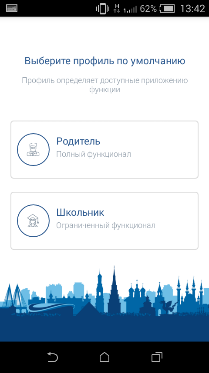 62% 13:42
Выберите профиль по умолчанию
Профиль определяет доступные приложению
функции
Родитель
Полный функционал
Школьник
Ограниченный функционал